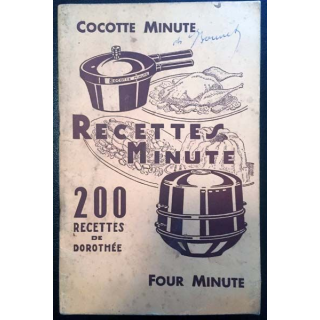 COCOTTE MINUTE
RECETTES
MINUTE
200
RECETTES
DE
DOROTHÉE
FOUR MINUTE